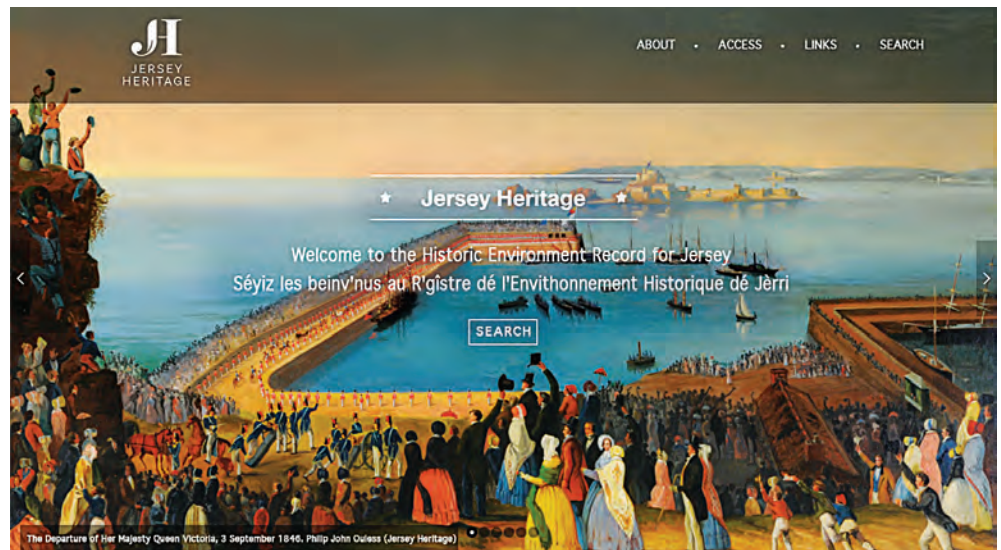 JH
JERSEY
HERITAGE
ABOUT • ACCESS • LINKS • SEARCH
Jersey Heritage
Welcome to the Historic Environment Record for Jersey
Séyiz les beinv'nus au R'gîstre dé l'Envithonnement Historique dé Jèrri
SEARCH
The Departure of Her Majesty Queen Victoria, 3 September 1846. Philip John Ouless (Jersey Heritage)